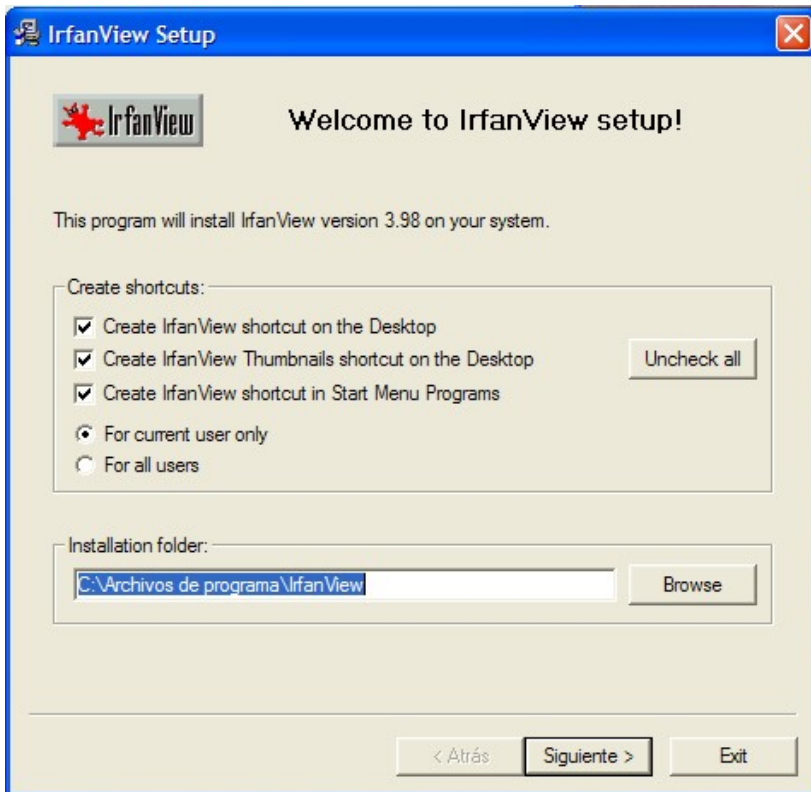 IrfanView Setup
IrfanView
Welcome to IrfanView setup!
This program will install IrfanView version 3.98 on your system.
Create shortcuts:
Create IrfanView shortcut on the Desktop
Create IrfanView Thumbnails shortcut on the Desktop
Uncheck all
Create IrfanView shortcut in Start Menu Programs
For current user only
For all users
Installation folder:
C:\Archivos de programa\IrfanView
Browse
< Atrás
Siguiente >
Exit